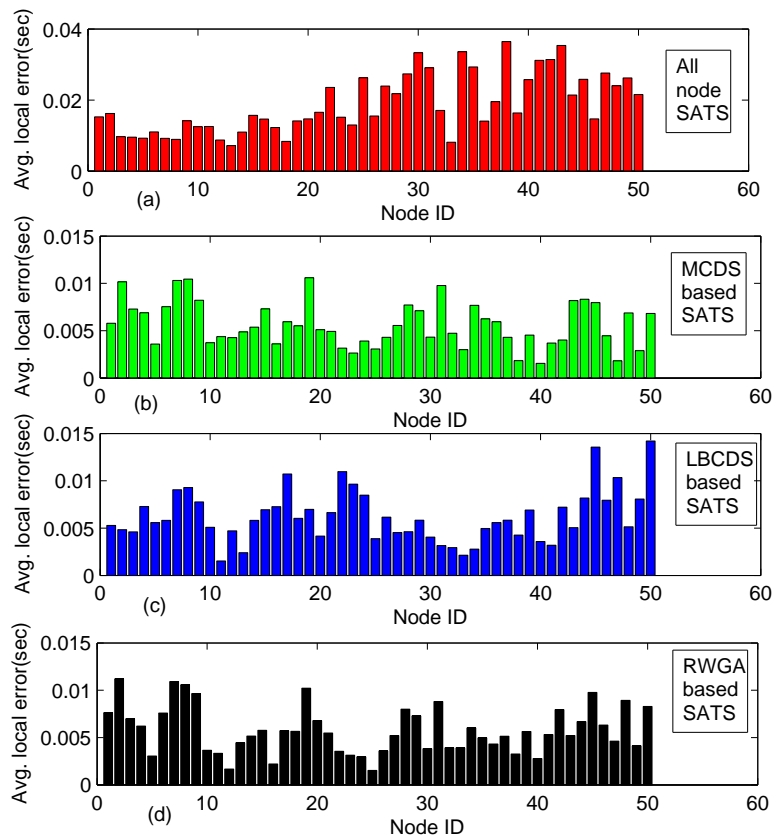 Avg. local error(sec)
0.04
0.02
0
0 10 20 30 40 50 60
(a)
Node ID
All
node
SATS
Avg. local error(sec)
0.015
0.01
0.005
0
0 10 20 30 40 50 60
(b)
Node ID
MCDS
based
SATS
Avg. local error(sec)
0.015
0.01
0.005
0
0 10 20 30 40 50 60
(c)
Node ID
LBCDS
based
SATS
Avg. local error(sec)
0.015
0.01
0.005
0
0 10 20 30 40 50 60
(d)
Node ID
RWGA
based
SATS